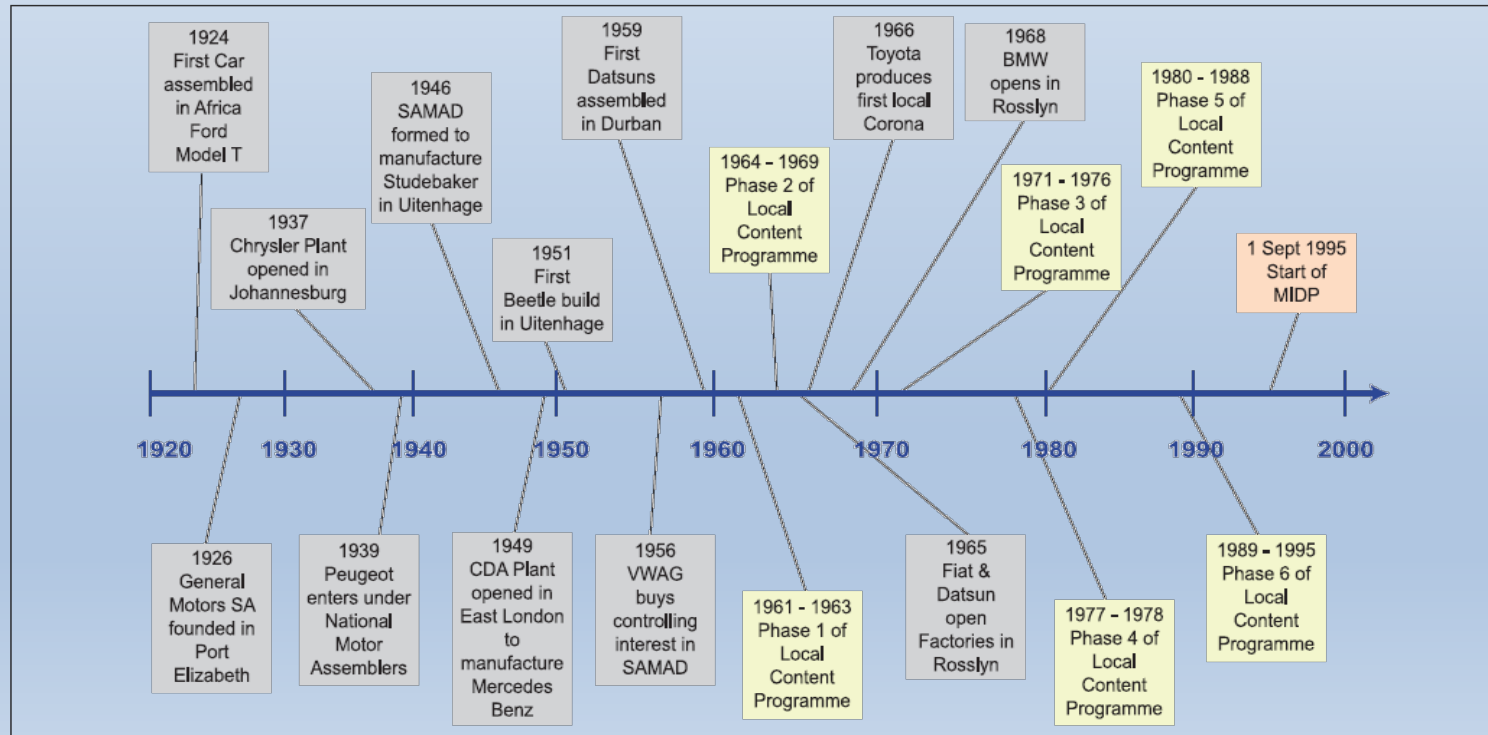 1924
First Car
assembled
in Africa
Ford
Model T
1937
Chrysler Plant
opened in
Johannesburg
1946
SAMAD
formed to
manufacture
Studebaker
in Uitenhage
1951
First
Beetle build
in Uitenhage
1959
First
Datsuns
assembled
in Durban
1964 – 1969
Phase 2 of
Local
Content
Programme
1966
Toyota
produces
first local
Corona
1968
BMW
opens in
Rosslyn
1971 - 1976
Phase 3 of
Local
Content
Programme
1980 - 1988
Phase 5 of
Local
Content
Programme
1 Sept 1995
Start of
MIDP
1920 1930 1940 1950 1960 1970 1980 1990 2000
1926
General
Motors SA
founded in
Port
Elizabeth
1939
Peugeot
enters under
National
Motor
Assemblers
1949
CDA Plant
opened in
East London
to
manufacture
Mercedes
Benz
1956
VWAG
buys
controlling
interest in
SAMAD
1961 - 1963
Phase 1 of
Local
Content
Programme
1965
Fiat &
Datsun
open
Factories in
Rosslyn
1977 - 1978
Phase 4 of
Local
Content
Programme
1989 - 1995
Phase 6 of
Local
Content
Programme